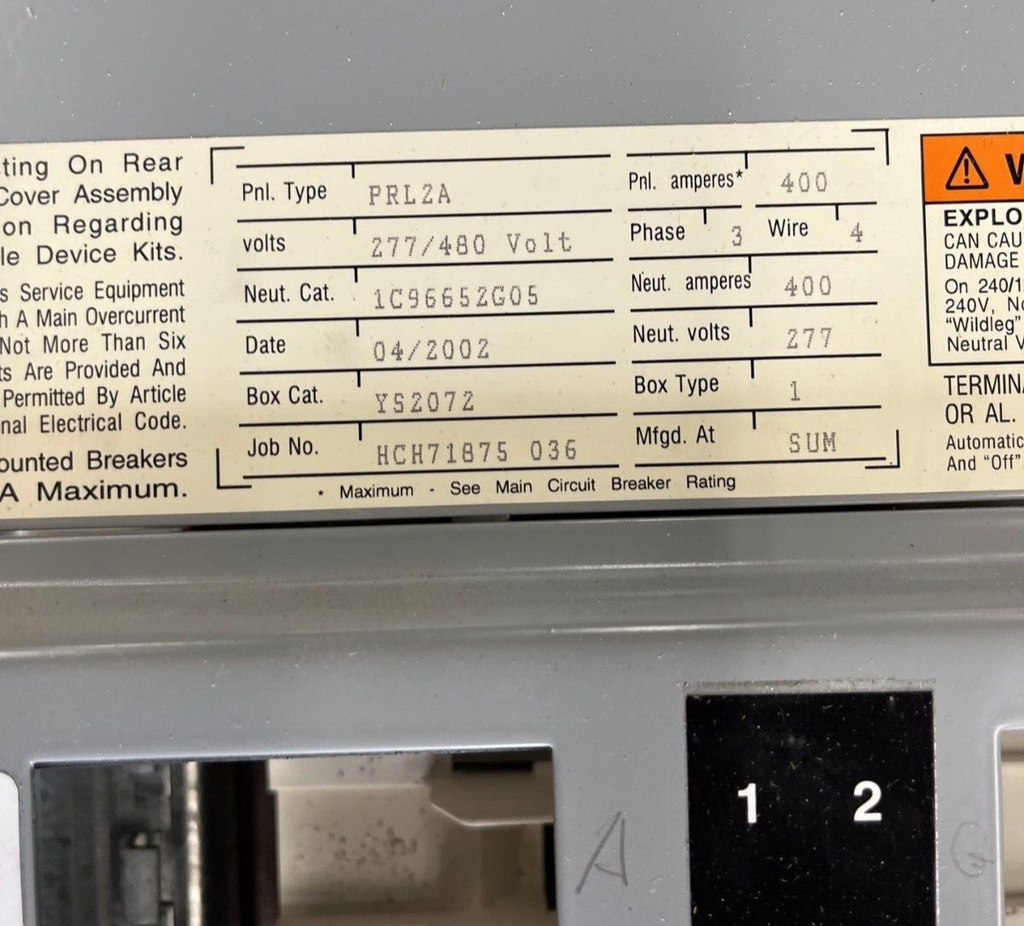 ting On Rear
Cover Assembly
on Regarding
le Device Kits.
s Service Equipment
h A Main Overcurrent
Not More Than Six
ts Are Provided And
Permitted By Article
nal Electrical Code.
ounted Breakers
A Maximum.
Pnl. Type PRL2A
volts 277/480 Volt
Neut. Cat. 1C96652G05
Date 04/2002
Box Cat. YS2072
Job No. HCH71875 036
Pnl. amperes* 400
Phase 3 Wire 4
Neut. amperes 400
Neut. volts 277
Box Type 1
Mfgd. At SUM
• Maximum - See Main Circuit Breaker Rating
W
EXPLO
CAN CAU
DAMAGE
On 240/1
240V, No
"Wildleg"
Neutral V
TERMINA
OR AL.
Automatic
And "Off"
1 2
A
G